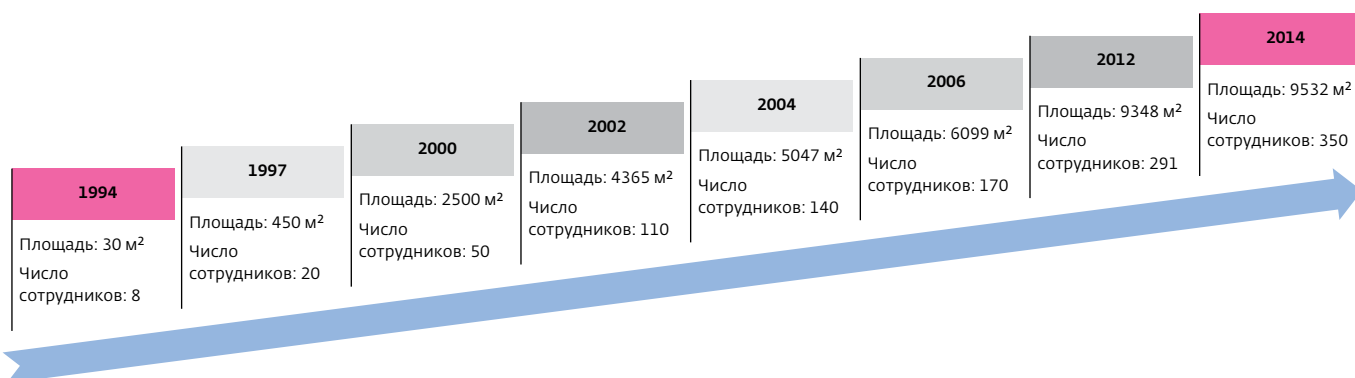 1994
Площадь: 30 м²
Число
сотрудников: 8
1997
Площадь: 450 м²
Число
сотрудников: 20
2000
Площадь: 2500 м²
Число
сотрудников: 50
2002
Площадь: 4365 м²
Число
сотрудников: 110
2004
Площадь: 5047 м²
Число
сотрудников: 140
2006
Площадь: 6099 м²
Число
сотрудников: 170
2012
Площадь: 9348 м²
Число
сотрудников: 291
2014
Площадь: 9532 м²
Число
сотрудников: 350